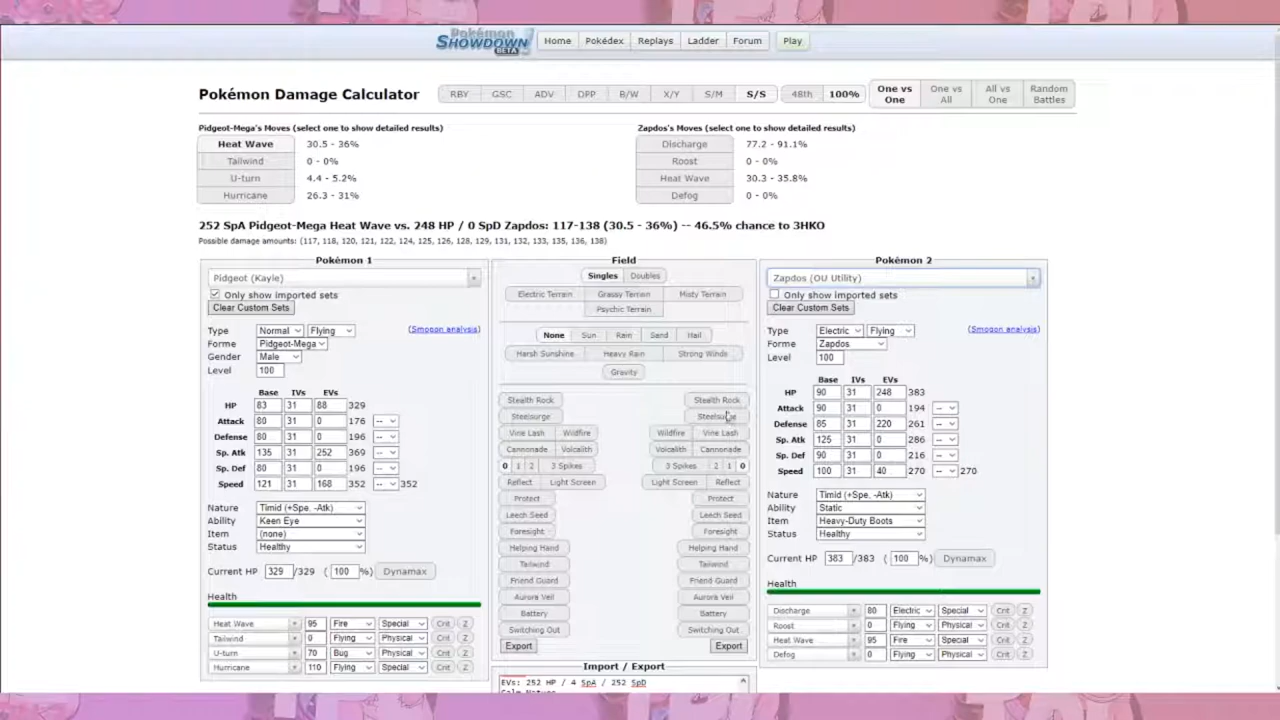 Pokémon
SHOWDOWN
BETA
Home Pokédex Replays Ladder Forum Play
Pokémon Damage Calculator RBY GSC ADV DPP B/W X/Y S/M S/S 48th 100% One vs One One vs All All vs One Random Battles
Pidgeot-Mega's Moves (select one to show detailed results) Zapdos's Moves (select one to show detailed results)
Heat Wave 30.5 - 36% Discharge 77.2 - 91.1%
Tailwind 0 - 0% Roost 0 - 0%
U-turn 4.4 - 5.2% Heat Wave 30.3 - 35.8%
Hurricane 26.3 - 31% Defog 0 - 0%
252 SpA Pidgeot-Mega Heat Wave vs. 248 HP / 0 SpD Zapdos: 117-138 (30.5 - 36%) -- 46.5% chance to 3HKO
Possible damage amounts: (117, 118, 120, 121, 122, 124, 125, 126, 128, 129, 131, 132, 133, 135, 136, 138)
Pokémon 1
Pidgeot (Kayle)
Only show imported sets
Clear Custom Sets
Type Normal Flying (Smogon analysis)
Forme Pidgeot-Mega
Gender Male
Level 100
Base IVs EVs
HP 83 31 88 329
Attack 80 31 0 176 --
Defense 80 31 0 196 --
Sp. Atk 135 31 252 369 --
Sp. Def 80 31 0 196 --
Speed 121 31 168 352 -- 352
Nature Timid (+Spe, -Atk)
Ability Keen Eye
Item (none)
Status Healthy
Current HP 329 /329 ( 100 %) Dynamax
Health
Heat Wave 95 Fire Special Crit Z
Tailwind 0 Flying Physical Crit Z
U-turn 70 Bug Physical Crit Z
Hurricane 110 Flying Special Crit Z
Field
Singles Doubles
Electric Terrain Grassy Terrain Misty Terrain
Psychic Terrain
None Sun Rain Sand Hail
Harsh Sunshine Heavy Rain Strong Winds
Gravity
Stealth Rock Stealth Rock
Steelsurge Steelsurge
Vine Lash Wildfire Wildfire Vine Lash
Cannonade Volcalith Volcalith Cannonade
0 1 2 3 Spikes 3 Spikes 2 1 0
Reflect Light Screen Light Screen Reflect
Protect Protect
Leech Seed Leech Seed
Foresight Foresight
Helping Hand Helping Hand
Tailwind Tailwind
Friend Guard Friend Guard
Aurora Veil Aurora Veil
Battery Battery
Switching Out Switching Out
Export Export
Import / Export
EVs: 252 HP / 4 SpA / 252 SpD
Pokémon 2
Zapdos (OU Utility)
Only show imported sets
Clear Custom Sets
Type Electric Flying (Smogon analysis)
Forme Zapdos
Level 100
Base IVs EVs
HP 90 31 248 383
Attack 90 31 0 194 --
Defense 85 31 220 261 --
Sp. Atk 125 31 0 286 --
Sp. Def 90 31 0 216 --
Speed 100 31 40 270 -- 270
Nature Timid (+Spe, -Atk)
Ability Static
Item Heavy-Duty Boots
Status Healthy
Current HP 383 /383 ( 100 %) Dynamax
Health
Discharge 80 Electric Special Crit Z
Roost 0 Flying Physical Crit Z
Heat Wave 95 Fire Special Crit Z
Defog 0 Flying Physical Crit Z